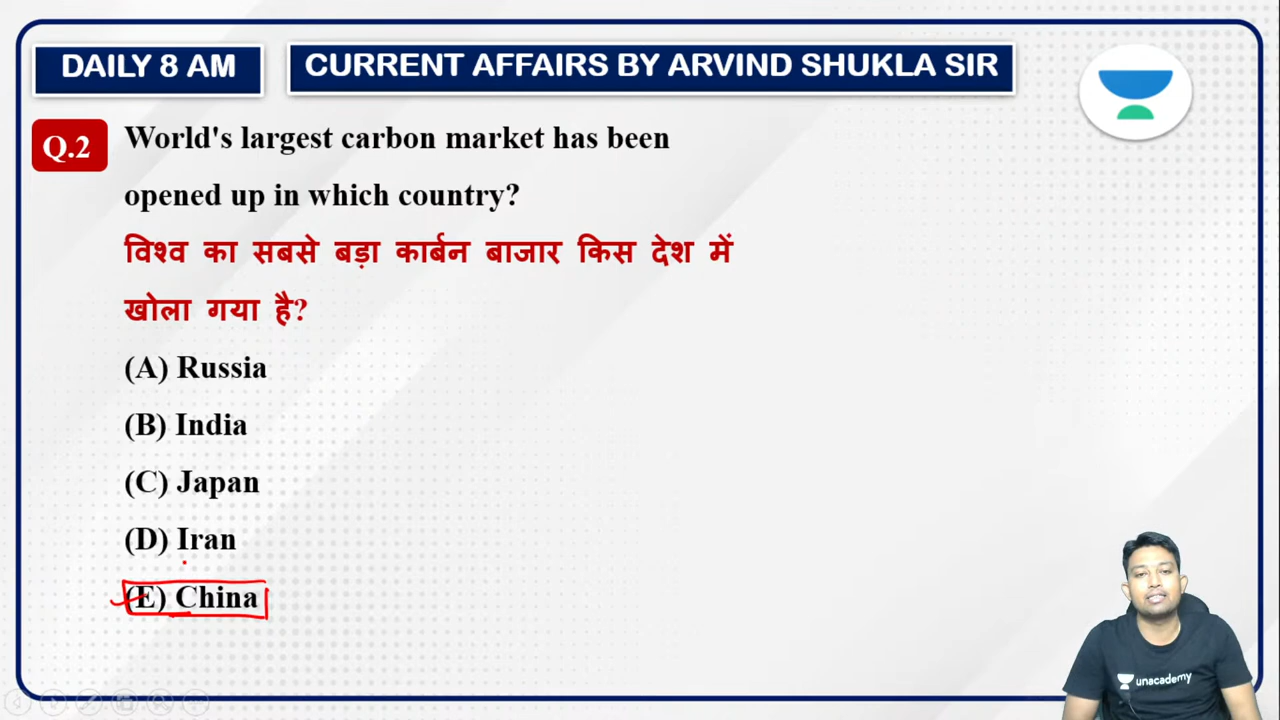 DAILY 8 AM
CURRENT AFFAIRS BY ARVIND SHUKLA SIR
Q.2
World's largest carbon market has been
opened up in which country?
विश्व का सबसे बड़ा कार्बन बाजार किस देश में
खोला गया है?
(A) Russia
(B) India
(C) Japan
(D) Iran
(E) China
unacademy